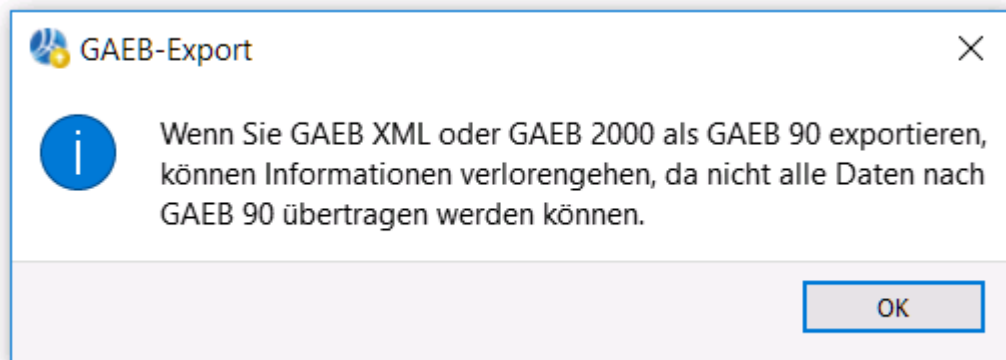 GAEB-Export
Wenn Sie GAEB XML oder GAEB 2000 als GAEB 90 exportieren,
können Informationen verlorengehen, da nicht alle Daten nach
GAEB 90 übertragen werden können.
OK